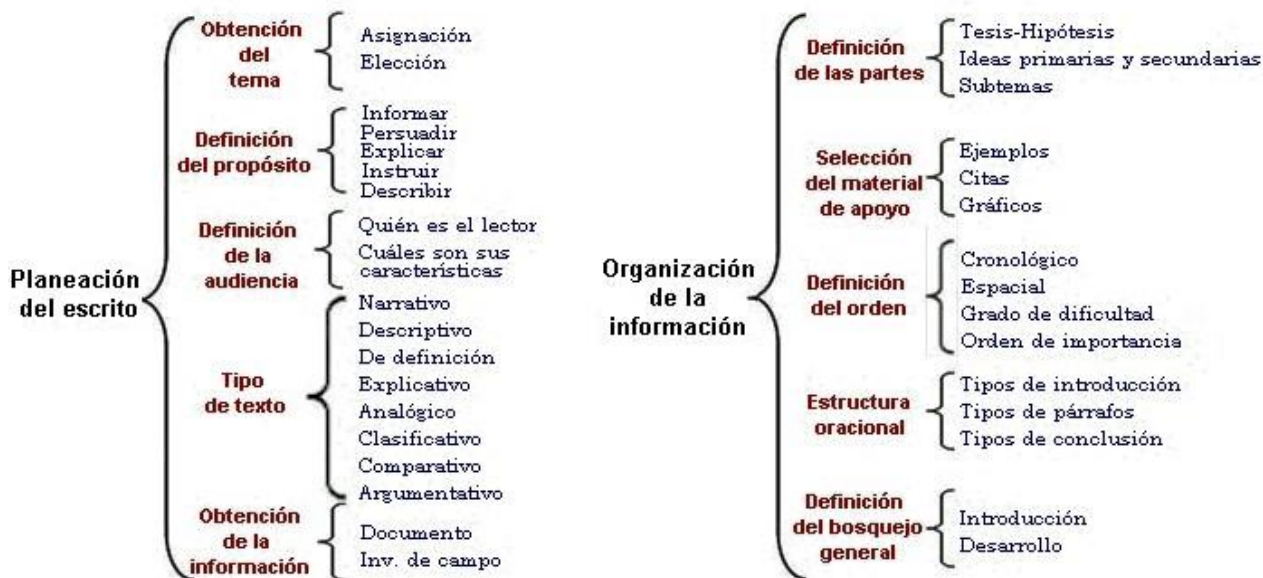 Planeación
del escrito
Obtención
del
tema
Asignación
Elección
Definición
del propósito
Informar
Persuadir
Explicar
Instruir
Describir
Definición
de la
audiencia
Quién es el lector
Cuáles son sus
características
Tipo
de texto
Narrativo
Descriptivo
De definición
Explicativo
Analógico
Clasificativo
Comparativo
Argumentativo
Obtención
de la
información
Documento
Inv. de campo
Organización
de la
información
Definición
de las partes
Tesis-Hipótesis
Ideas primarias y secundarias
Subtemas
Selección
del material
de apoyo
Ejemplos
Citas
Gráficos
Definición
del orden
Cronológico
Espacial
Grado de dificultad
Orden de importancia
Estructura
oracional
Tipos de introducción
Tipos de párrafos
Tipos de conclusión
Definición
del bosquejo
general
Introducción
Desarrollo